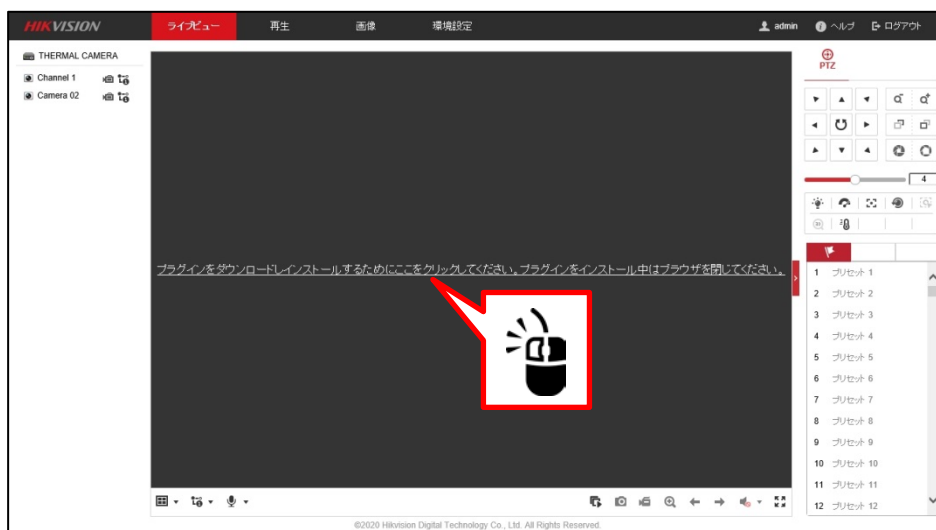 HIKVISION
ライブビュー 再生 画像 環境設定 admin ヘルプ ログアウト
THERMAL CAMERA
Channel 1
Camera 02
PTZ
4
プラグインをダウンロードしインストールするためにここをクリックしてください。プラグインをインストール中はブラウザを閉じてください。
1 プリセット 1
2 プリセット 2
3 プリセット 3
4 プリセット 4
5 プリセット 5
6 プリセット 6
7 プリセット 7
8 プリセット 8
9 プリセット 9
10 プリセット 10
11 プリセット 11
12 プリセット 12
©2020 Hikvision Digital Technology Co., Ltd. All Rights Reserved.